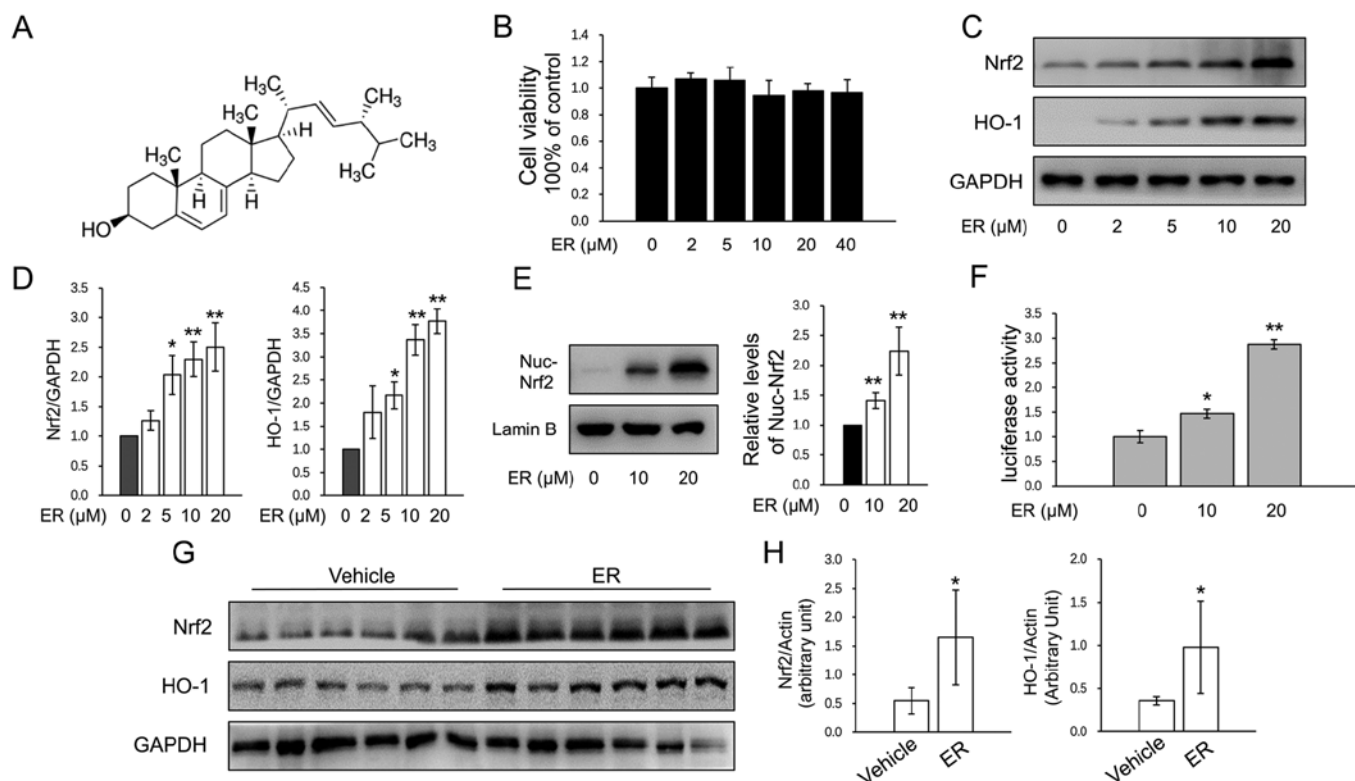 A
H₃C
CH₃
H₃C
CH₃
H₃C
CH₃
H
H
H
HO
B
Cell viability
100% of control
1.4
1.2
1.0
0.8
0.6
0.4
0.2
0.0
ER (µM) 0 2 5 10 20 40
C
Nrf2
HO-1
GAPDH
ER (µM) 0 2 5 10 20
D
Nrf2/GAPDH
3.5
3.0
2.5
2.0
1.5
1.0
0.5
0.0
* ** **
ER (µM) 0 2 5 10 20
HO-1/GAPDH
4.5
4.0
3.5
3.0
2.5
2.0
1.5
1.0
0.5
0.0
* ** **
ER (µM) 0 2 5 10 20
E
Nuc-
Nrf2
Lamin B
ER (µM) 0 10 20
Relative levels
of Nuc-Nrf2
3.0
2.5
2.0
1.5
1.0
0.5
0.0
** **
ER (µM) 0 10 20
F
luciferase activity
3.5
3.0
2.5
2.0
1.5
1.0
0.5
0.0
* **
ER (µM) 0 10 20
G
Vehicle ER
Nrf2
HO-1
GAPDH
H
Nrf2/Actin
(arbitrary unit)
3.0
2.5
2.0
1.5
1.0
0.5
0.0
*
Vehicle ER
HO-1/Actin
(Arbitrary Unit)
2.0
1.5
1.0
0.5
0.0
*
Vehicle ER